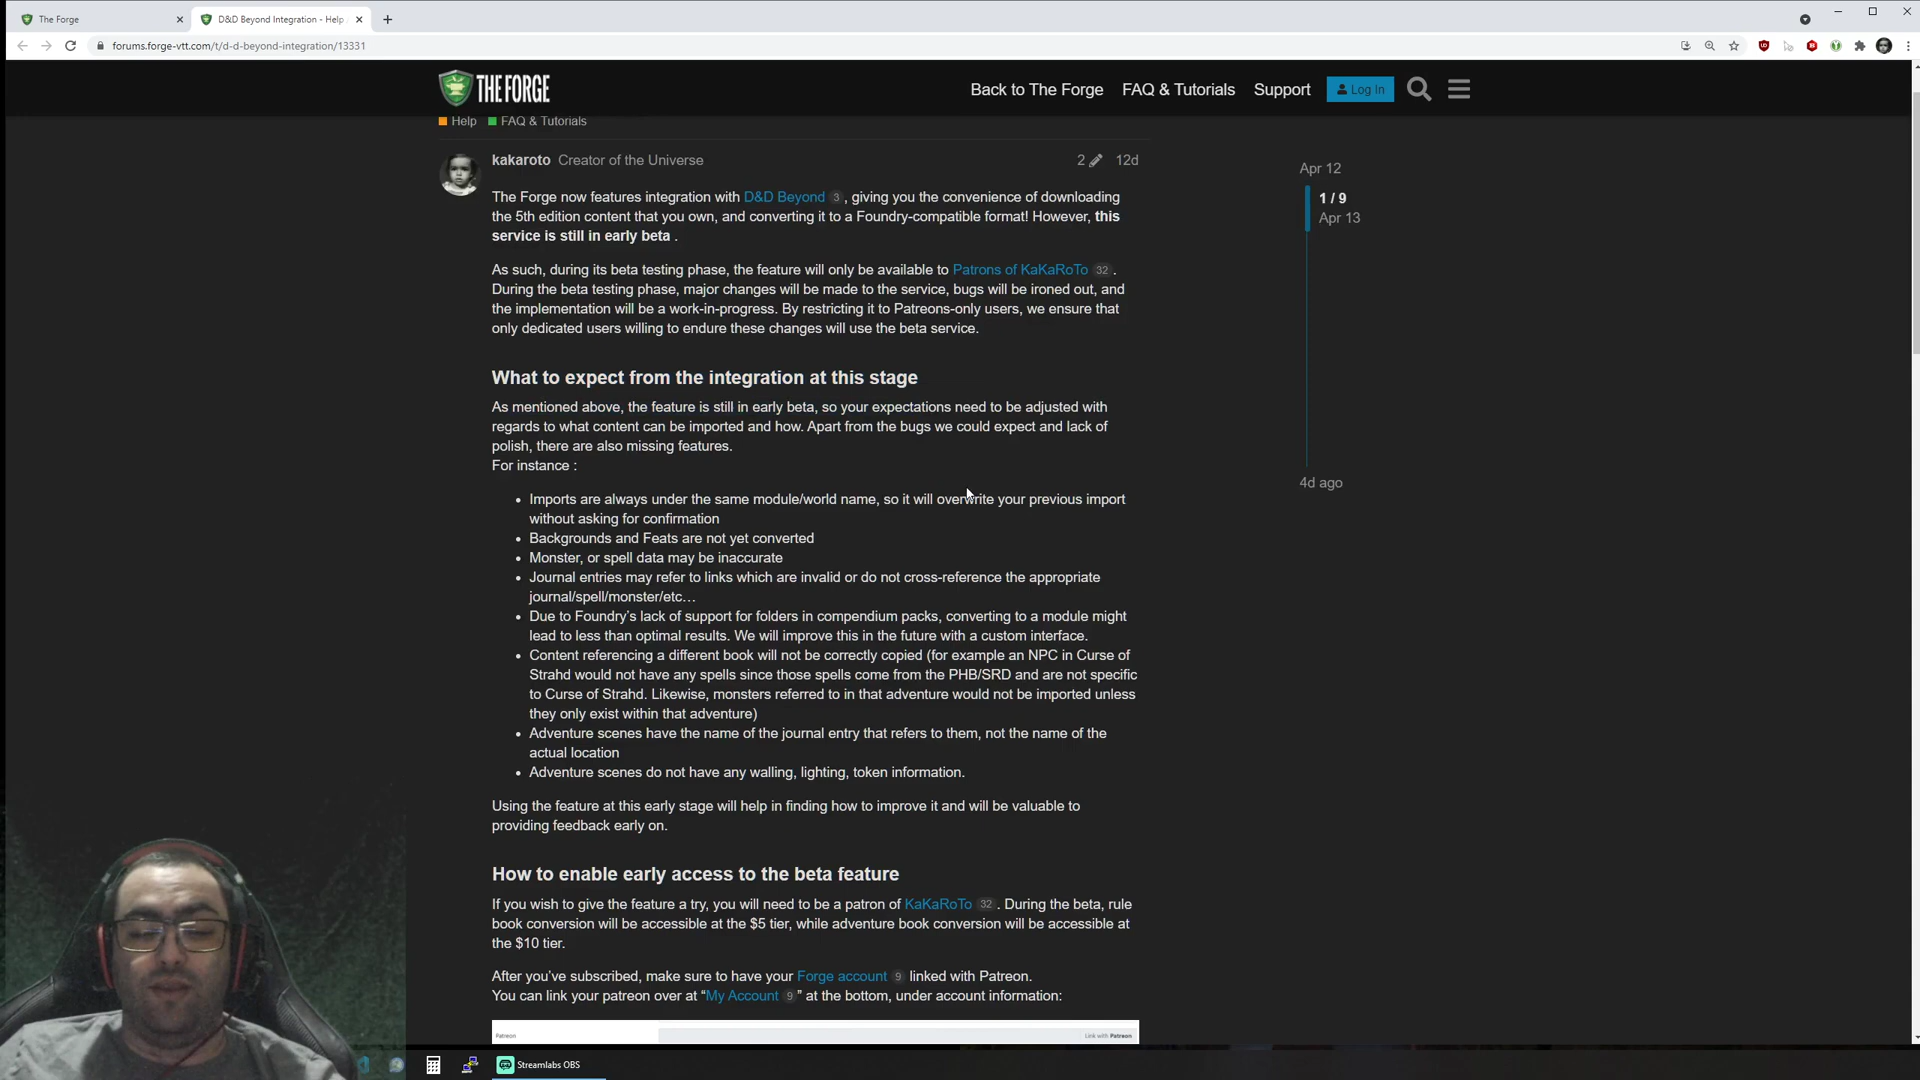 The Forge
D&D Beyond Integration - Help
forums.forge-vtt.com/t/d-d-beyond-integration/13331
THE FORGE
Back to The Forge
FAQ & Tutorials
Support
Log In
Help
FAQ & Tutorials
kakaroto Creator of the Universe
2
12d
The Forge now features integration with D&D Beyond 3 , giving you the convenience of downloading
the 5th edition content that you own, and converting it to a Foundry-compatible format! However, this
service is still in early beta .
As such, during its beta testing phase, the feature will only be available to Patrons of KaKaRoTo 32 .
During the beta testing phase, major changes will be made to the service, bugs will be ironed out, and
the implementation will be a work-in-progress. By restricting it to Patreons-only users, we ensure that
only dedicated users willing to endure these changes will use the beta service.
What to expect from the integration at this stage
As mentioned above, the feature is still in early beta, so your expectations need to be adjusted with
regards to what content can be imported and how. Apart from the bugs we could expect and lack of
polish, there are also missing features.
For instance :
• Imports are always under the same module/world name, so it will overwrite your previous import
without asking for confirmation
• Backgrounds and Feats are not yet converted
• Monster, or spell data may be inaccurate
• Journal entries may refer to links which are invalid or do not cross-reference the appropriate
journal/spell/monster/etc…
• Due to Foundry's lack of support for folders in compendium packs, converting to a module might
lead to less than optimal results. We will improve this in the future with a custom interface.
• Content referencing a different book will not be correctly copied (for example an NPC in Curse of
Strahd would not have any spells since those spells come from the PHB/SRD and are not specific
to Curse of Strahd. Likewise, monsters referred to in that adventure would not be imported unless
they only exist within that adventure)
• Adventure scenes have the name of the journal entry that refers to them, not the name of the
actual location
• Adventure scenes do not have any walling, lighting, token information.
Using the feature at this early stage will help in finding how to improve it and will be valuable to
providing feedback early on.
How to enable early access to the beta feature
If you wish to give the feature a try, you will need to be a patron of KaKaRoTo 32 . During the beta, rule
book conversion will be accessible at the $5 tier, while adventure book conversion will be accessible at
the $10 tier.
After you've subscribed, make sure to have your Forge account 9 linked with Patreon.
You can link your patreon over at “My Account 9 ” at the bottom, under account information:
Patreon
Link with Patreon
Apr 12
1 / 9
Apr 13
4d ago
Streamlabs OBS